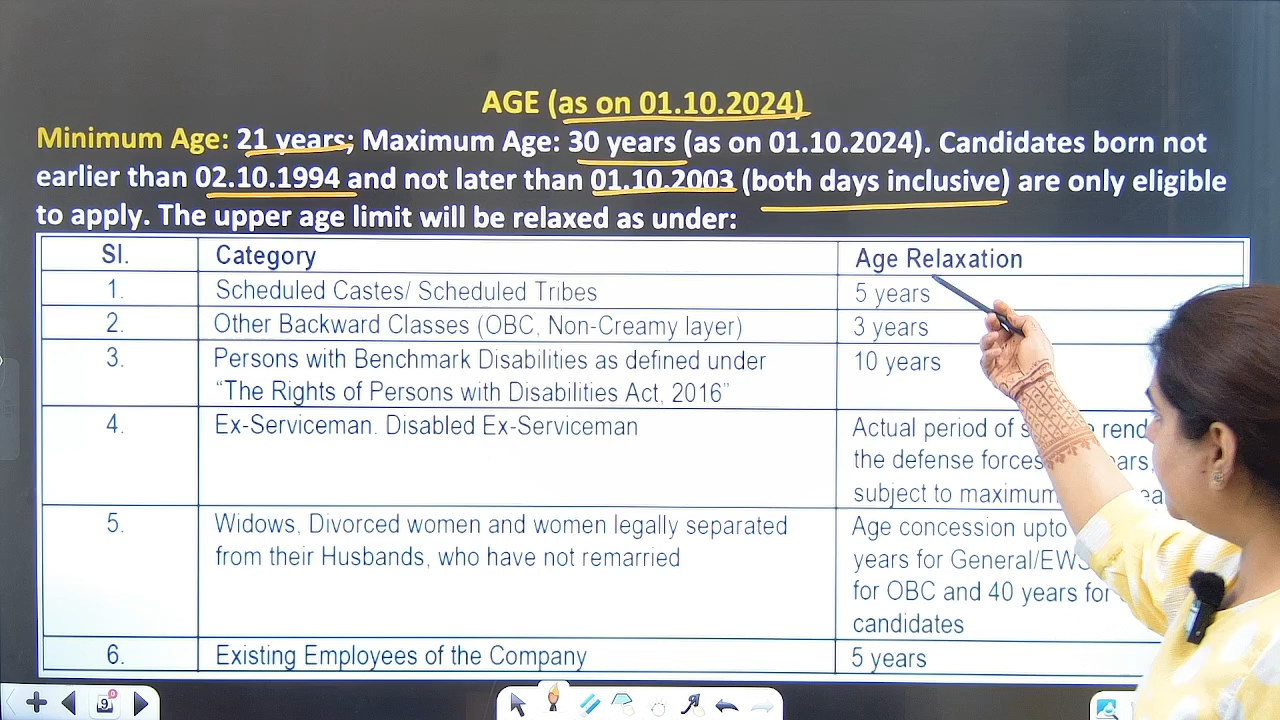 AGE (as on 01.10.2024)
Minimum Age: 21 years; Maximum Age: 30 years (as on 01.10.2024). Candidates born not
earlier than 02.10.1994 and not later than 01.10.2003 (both days inclusive) are only eligible
to apply. The upper age limit will be relaxed as under:
Sl. Category Age Relaxation
1. Scheduled Castes/ Scheduled Tribes 5 years
2. Other Backward Classes (OBC, Non-Creamy layer) 3 years
3. Persons with Benchmark Disabilities as defined under 10 years
“The Rights of Persons with Disabilities Act, 2016”
4. Ex-Serviceman. Disabled Ex-Serviceman Actual period of
the defense forces
subject to maximum
5. Widows, Divorced women and women legally separated Age concession upto
from their Husbands, who have not remarried years for General/EWS
for OBC and 40 years for
candidates
6. Existing Employees of the Company 5 years
9